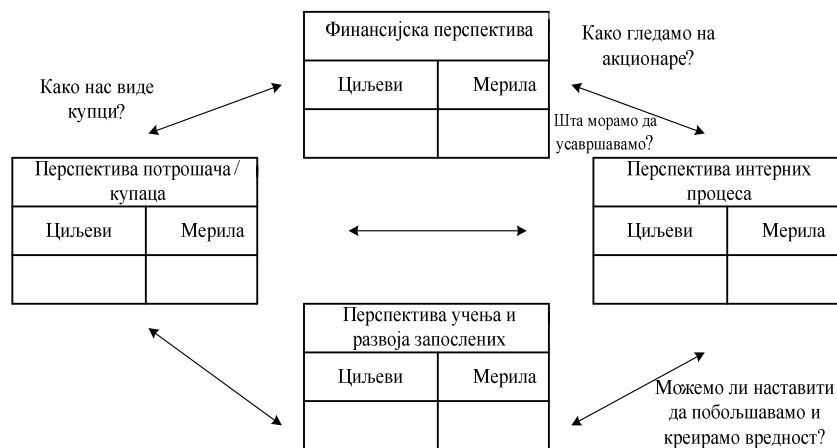 Финансијска перспектива
Циљеви Мерила
Како гледамо на
акционаре?
Како нас виде
купци?
Шта морамо да
усавршавамо?
Перспектива потрошача /
купаца
Циљеви Мерила
Перспектива интерних
процеса
Циљеви Мерила
Перспектива учења и
развоја запослених
Циљеви Мерила
Можемо ли наставити
да побољшавамо и
креирамо вредност?